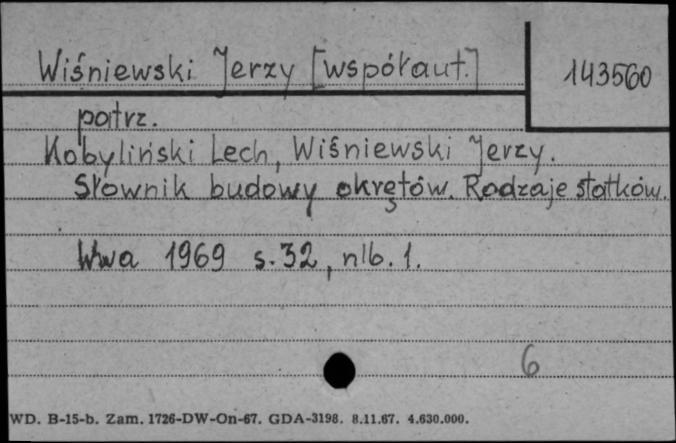 Wiśniewski Jerzy [współaut.]
143560
patrz.
Kobyliński Lech, Wiśniewski Jerzy.
Słownik budowy okrętów. Rodzaje statków.
Wwa 1969 s. 32, nlb. 1.
6
WD. B-15-b. Zam. 1726-DW-On-67. GDA-3198. 8.11.67. 4.630.000.